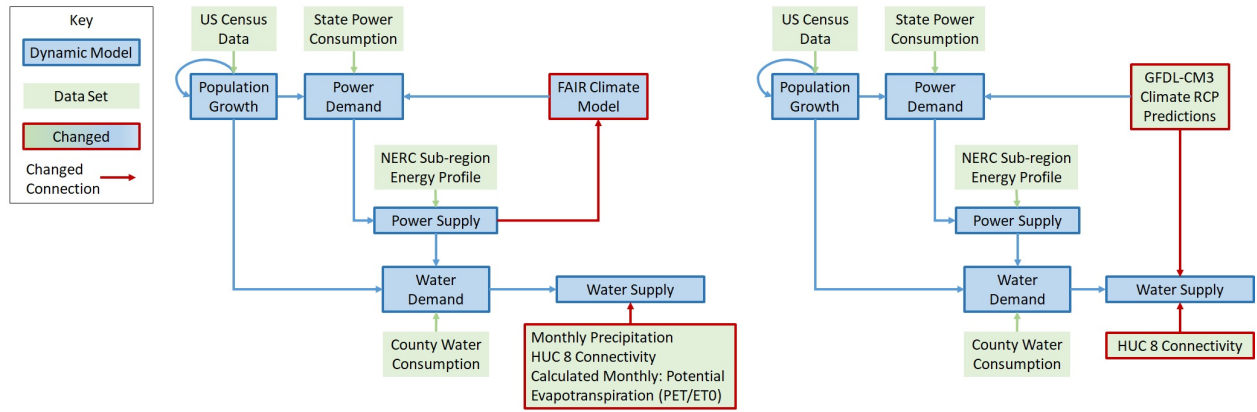 Key
Dynamic Model
Data Set
Changed
Changed
Connection
US Census
Data
State Power
Consumption
Population
Growth
Power
Demand
FAIR Climate
Model
NERC Sub-region
Energy Profile
Power Supply
Water
Demand
Water Supply
County Water
Consumption
Monthly Precipitation
HUC 8 Connectivity
Calculated Monthly: Potential
Evapotranspiration (PET/ET0)
US Census
Data
State Power
Consumption
Population
Growth
Power
Demand
GFDL-CM3
Climate RCP
Predictions
NERC Sub-region
Energy Profile
Power Supply
Water
Demand
Water Supply
County Water
Consumption
HUC 8 Connectivity